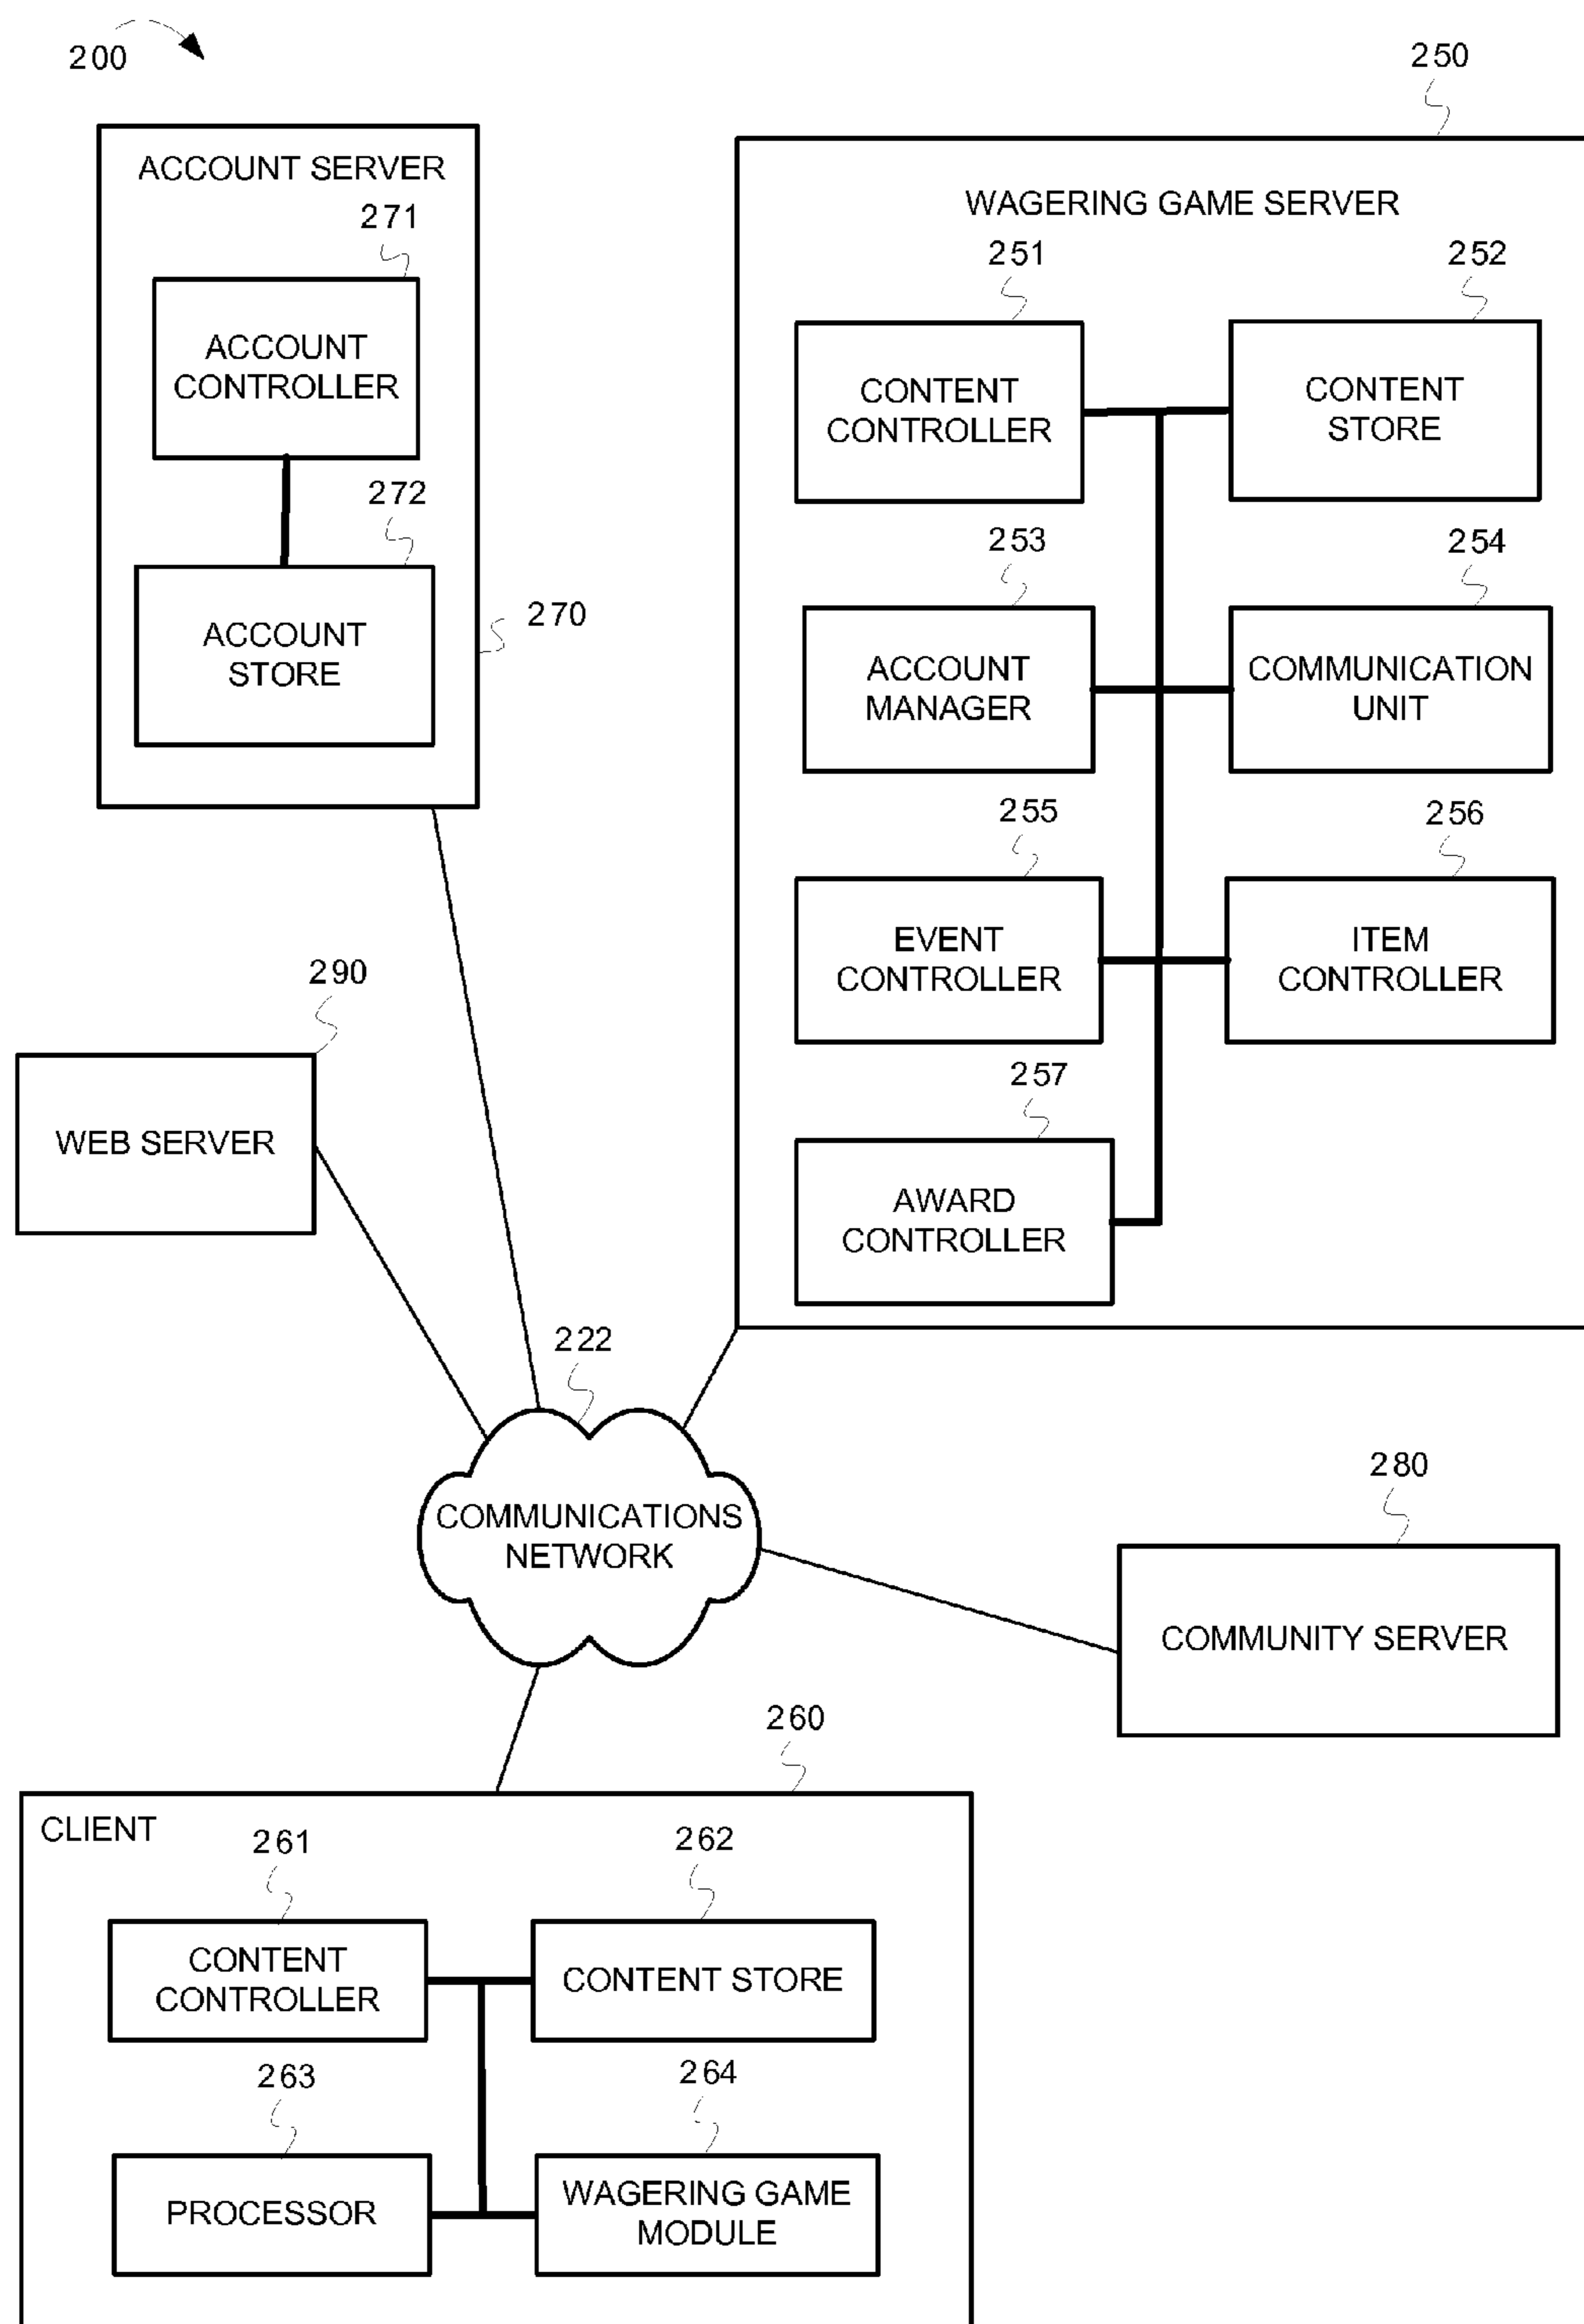 200
250
ACCOUNT SERVER
271
ACCOUNT
CONTROLLER
272
ACCOUNT
STORE
270
WAGERING GAME SERVER
251
CONTENT
CONTROLLER
252
CONTENT
STORE
253
ACCOUNT
MANAGER
254
COMMUNICATION
UNIT
255
EVENT
CONTROLLER
256
ITEM
CONTROLLER
257
AWARD
CONTROLLER
290
WEB SERVER
222
COMMUNICATIONS
NETWORK
280
COMMUNITY SERVER
260
CLIENT
261
CONTENT
CONTROLLER
262
CONTENT STORE
263
PROCESSOR
264
WAGERING GAME
MODULE